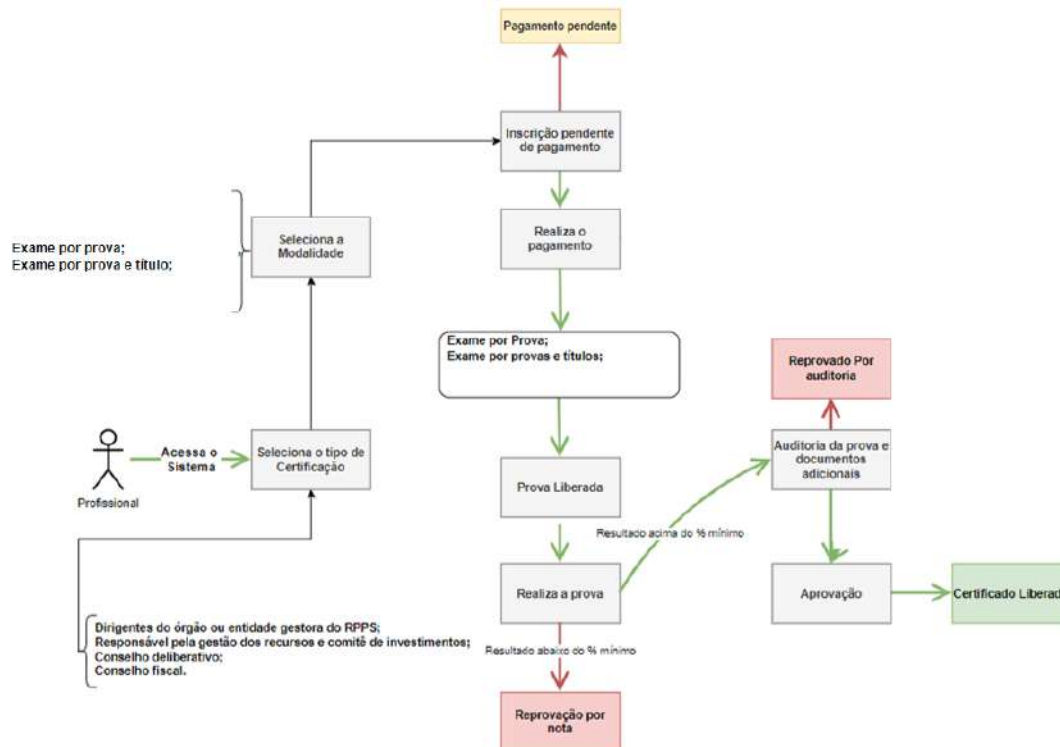 Pagamento pendente
Inscrição pendente
de pagamento
Realiza o
pagamento
Seleciona a
Modalidade
Exame por prova;
Exame por prova e título;
Exame por Prova;
Exame por provas e títulos;
Reprovado Por
auditoria
Acessa o
Sistema
Profissional
Seleciona o tipo de
Certificação
Auditoria da prova e
documentos
adicionais
Prova Liberada
Resultado acima do % mínimo
Realiza a prova
Aprovação
Certificado Liberad
Dirigentes do órgão ou entidade gestora do RPPS;
Responsável pela gestão dos recursos e comitê de investimentos;
Conselho deliberativo;
Conselho fiscal.
Resultado abaixo do % mínimo
Reprovação por
nota